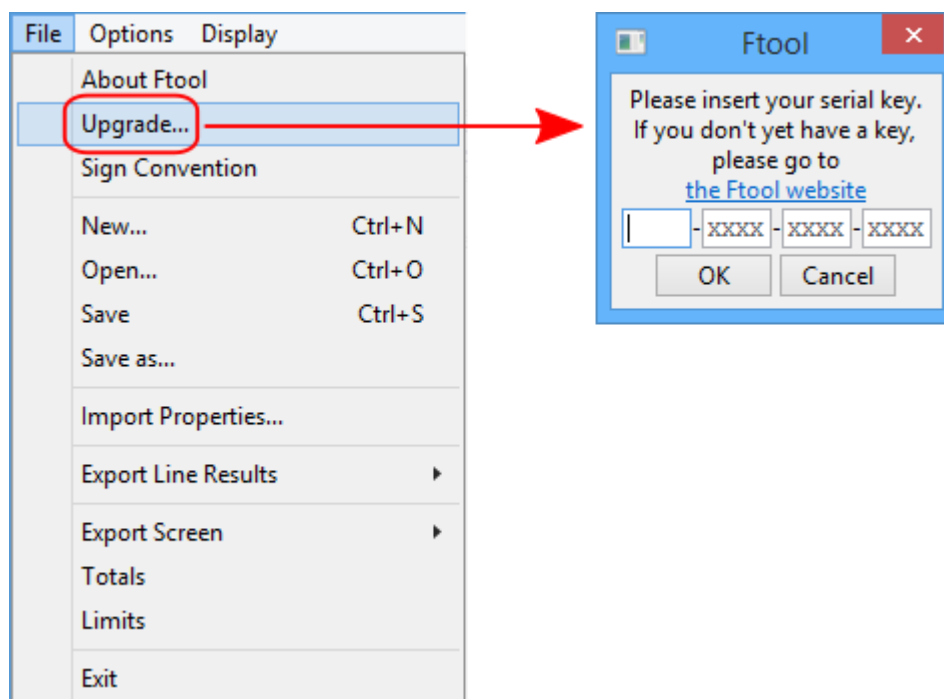 File Options Display
About Ftool
Upgrade...
Sign Convention
New... Ctrl+N
Open... Ctrl+O
Save Ctrl+S
Save as...
Import Properties...
Export Line Results
Export Screen
Totals
Limits
Exit
Ftool
Please insert your serial key.
If you don't yet have a key,
please go to
the Ftool website
- xxxx - xxxx - xxxx
OK Cancel